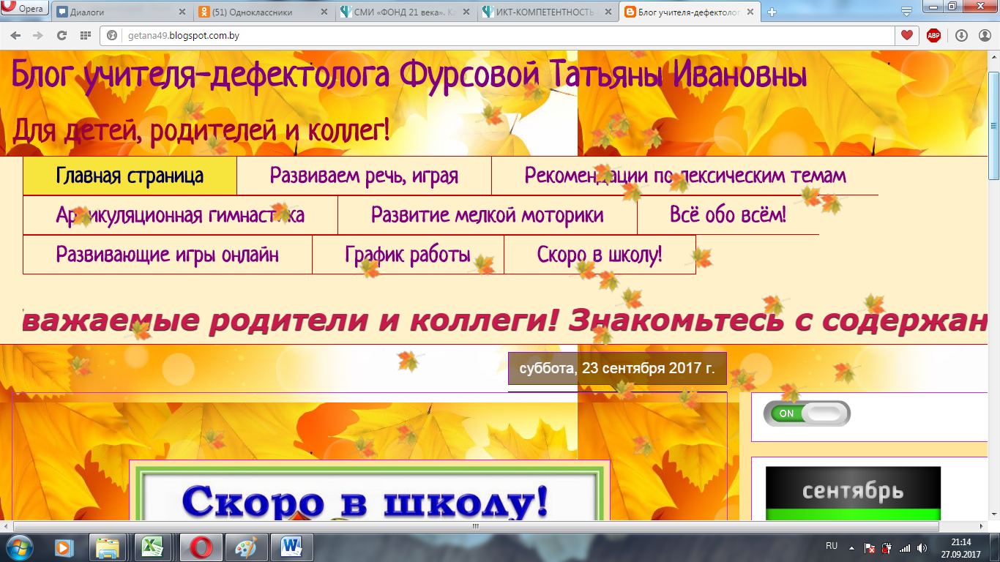 Opera
Диалоги
(51) Одноклассники
СМИ «ФОНД 21 века». Ка
ИКТ-КОМПЕТЕНТНОСТЬ
Блог учителя-дефектолог
getana49.blogspot.com.by
ABP
Блог учителя-дефектолога Фурсовой Татьяны Ивановны
Для детей, родителей и коллег!
Главная страница
Развиваем речь, играя
Рекомендации по лексическим темам
Артикуляционная гимнастика
Развитие мелкой моторики
Всё обо всём!
Развивающие игры онлайн
График работы
Скоро в школу!
важаемые родители и коллеги! Знакомьтесь с содержан
суббота, 23 сентября 2017 г.
ON
Скоро в школу!
сентябрь
RU
21:14
27.09.2017